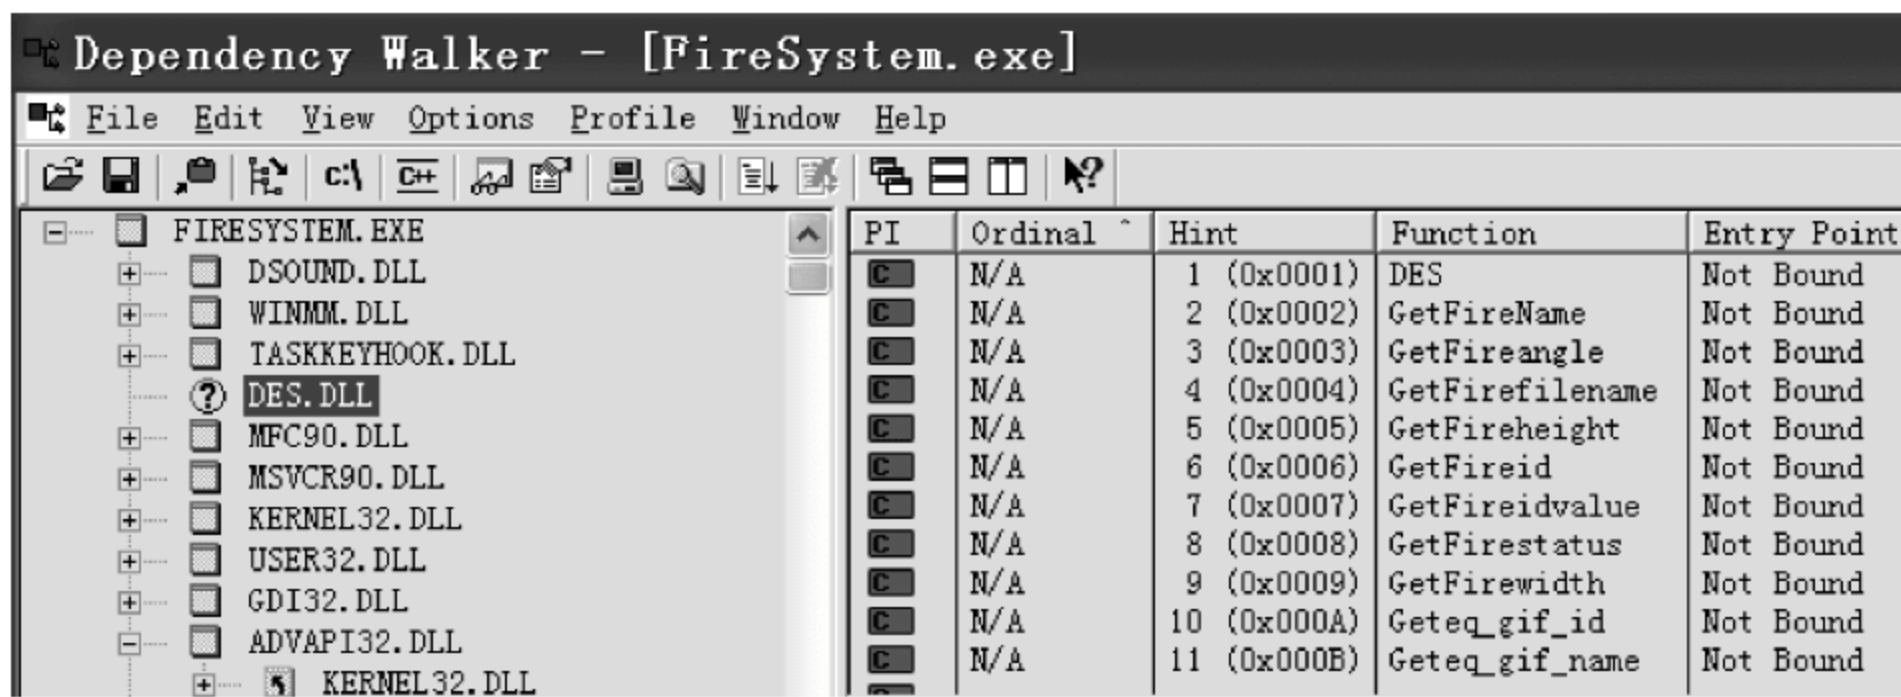 Dependency Walker - [FireSystem.exe]
File Edit View Options Profile Window Help
C:\ C++
FIRESYSTEM.EXE
DSOUND.DLL
WINMM.DLL
TASKKEYHOOK.DLL
DES.DLL
MFC90.DLL
MSVCR90.DLL
KERNEL32.DLL
USER32.DLL
GDI32.DLL
ADVAPI32.DLL
KERNEL32.DLL
PI Ordinal ^ Hint Function Entry Point
C N/A 1 (0x0001) DES Not Bound
C N/A 2 (0x0002) GetFireName Not Bound
C N/A 3 (0x0003) GetFireangle Not Bound
C N/A 4 (0x0004) GetFirefilename Not Bound
C N/A 5 (0x0005) GetFireheight Not Bound
C N/A 6 (0x0006) GetFireid Not Bound
C N/A 7 (0x0007) GetFireidvalue Not Bound
C N/A 8 (0x0008) GetFirestatus Not Bound
C N/A 9 (0x0009) GetFirewidth Not Bound
C N/A 10 (0x000A) Geteq_gif_id Not Bound
C N/A 11 (0x000B) Geteq_gif_name Not Bound